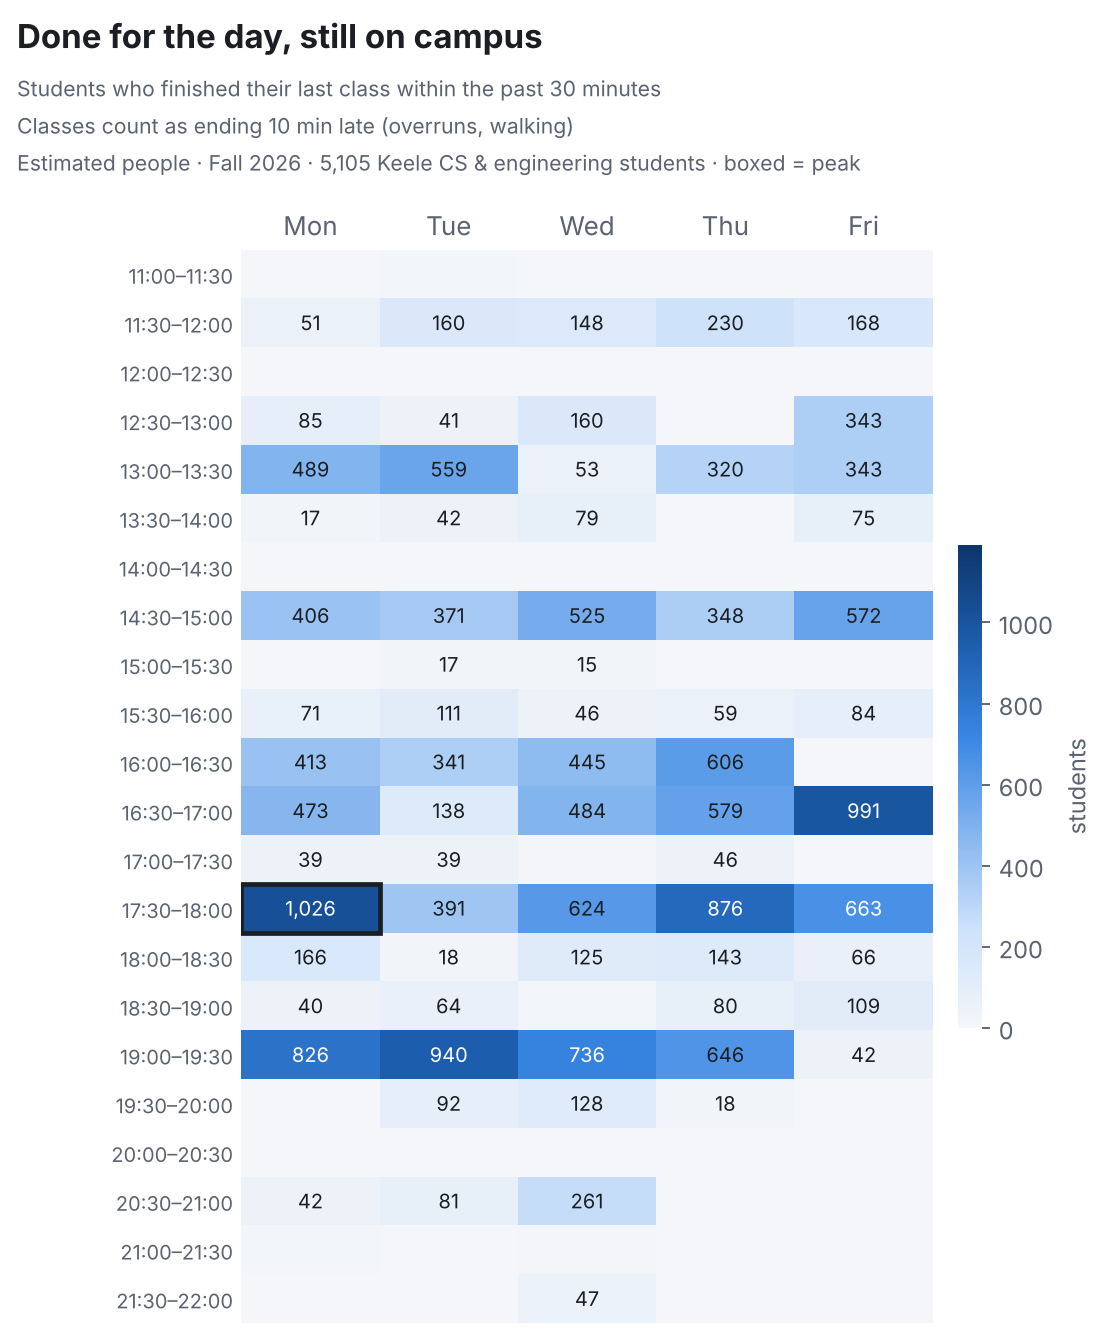 Done for the day, still on campus
Students who finished their last class within the past 30 minutes
Classes count as ending 10 min late (overruns, walking)
Estimated people · Fall 2026 · 5,105 Keele CS & engineering students · boxed = peak
Mon Tue Wed Thu Fri
11:00–11:30
11:30–12:00 51 160 148 230 168
12:00–12:30
12:30–13:00 85 41 160 343
13:00–13:30 489 559 53 320 343
13:30–14:00 17 42 79 75
14:00–14:30
14:30–15:00 406 371 525 348 572
15:00–15:30 17 15
15:30–16:00 71 111 46 59 84
16:00–16:30 413 341 445 606
16:30–17:00 473 138 484 579 991
17:00–17:30 39 39 46
17:30–18:00 1,026 391 624 876 663
18:00–18:30 166 18 125 143 66
18:30–19:00 40 64 80 109
19:00–19:30 826 940 736 646 42
19:30–20:00 92 128 18
20:00–20:30
20:30–21:00 42 81 261
21:00–21:30
21:30–22:00 47
1000
800
600
400
200
0
students